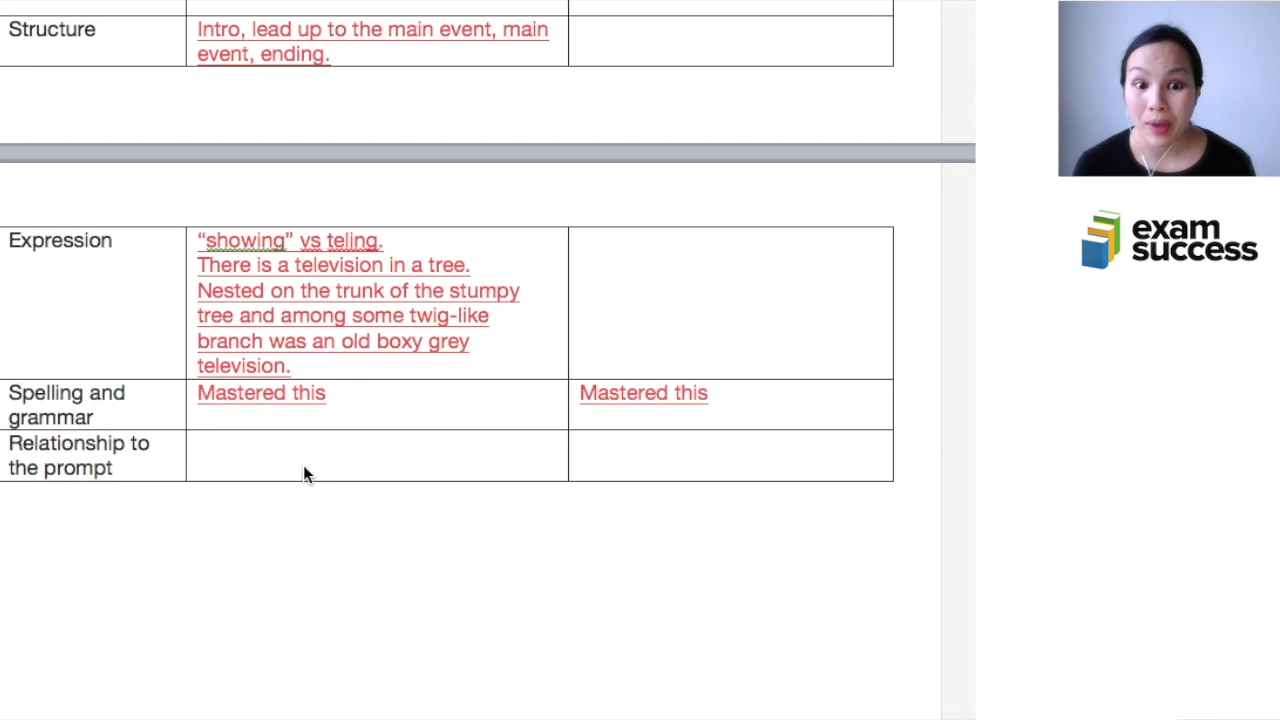 Structure
Intro, lead up to the main event, main
event, ending.
Expression
“showing” vs teling.
There is a television in a tree.
Nested on the trunk of the stumpy
tree and among some twig-like
branch was an old boxy grey
television.
Spelling and
grammar
Mastered this
Mastered this
Relationship to
the prompt
exam
success